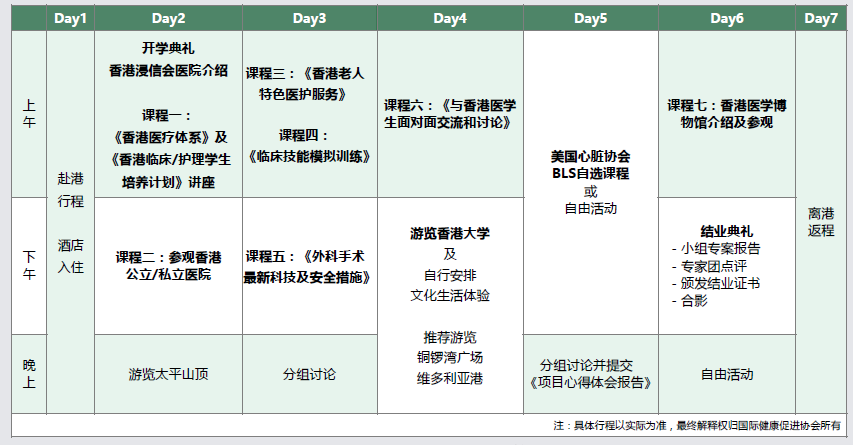 Day1 Day2 Day3 Day4 Day5 Day6 Day7
上
午
开学典礼
香港浸信会医院介绍
课程一：
《香港医疗体系》及
《香港临床/护理学生
培养计划》讲座
课程三：《香港老人
特色医护服务》
课程四：
《临床技能模拟训练》
课程六：《与香港医学
生面对面交流和讨论》
课程七：香港医学博
物馆介绍及参观
赴港
行程
酒店
入住
美国心脏协会
BLS自选课程
或
自由活动
离港
返程
下
午
课程二：参观香港
公立/私立医院
课程五：《外科手术
最新科技及安全措施》
游览香港大学
及
自行安排
文化生活体验
推荐游览
铜锣湾广场
维多利亚港
结业典礼
- 小组专案报告
- 专家团点评
- 颁发结业证书
- 合影
晚
上
游览太平山顶
分组讨论
分组讨论并提交
《项目心得体会报告》
自由活动
注：具体行程以实际为准，最终解释权归国际健康促进协会所有